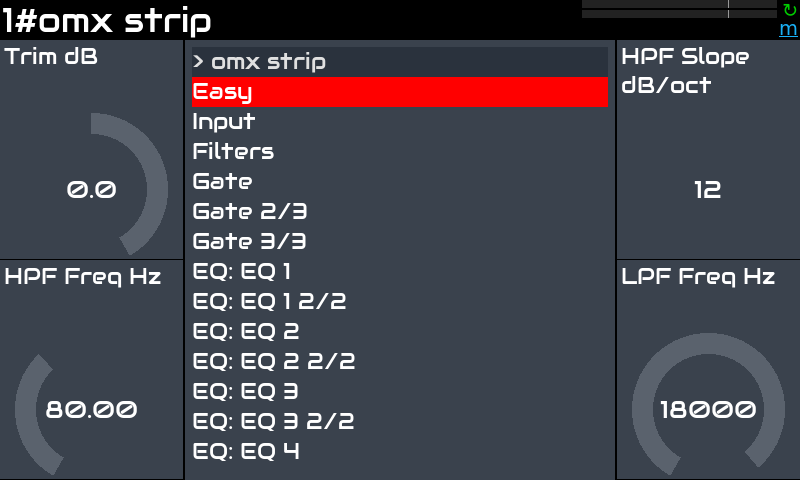 1#omx strip
m
Trim dB
0.0
HPF Freq Hz
80.00
> omx strip
Easy
Input
Filters
Gate
Gate 2/3
Gate 3/3
EQ: EQ 1
EQ: EQ 1 2/2
EQ: EQ 2
EQ: EQ 2 2/2
EQ: EQ 3
EQ: EQ 3 2/2
EQ: EQ 4
HPF Slope
dB/oct
12
LPF Freq Hz
18000